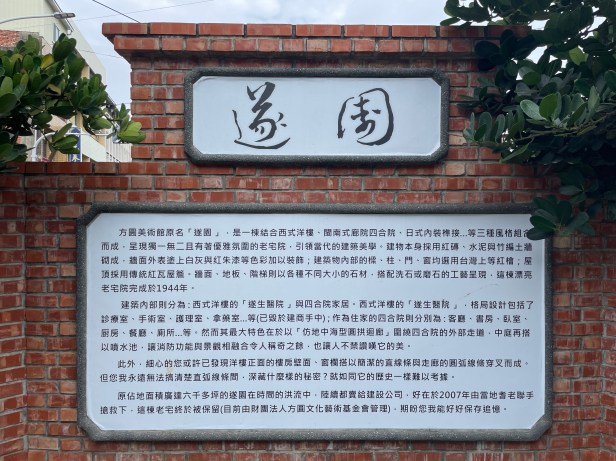 遂園
方圓美術館原名「遂園」，是一棟結合西式洋樓、閩南式廊院四合院、日式內裝榫接...等三種風格組合
而成。呈現獨一無二且有著優雅氛圍的老宅院，引領當代的建築美學。建物本身採用紅磚、水泥與竹編土牆
砌成。牆面外表塗上白灰與紅朱漆等色彩加以裝飾；建築物內部的樑、柱、門、窗均選用台灣上等紅檜；屋
頂採用傳統紅瓦屋簷。牆面、地板、階梯則以各種不同大小的石材，搭配洗石或磨石的工藝呈現，這棟漂亮
老宅院完成於1944年。
建築內部則分為：西式洋樓的「遂生醫院」與四合院家居。西式洋樓的「遂生醫院」，格局設計包括了
診療室、手術室、護理室、拿藥室...等(已毀於建商手中)；作為住家的四合院則分別為：客廳、書房、臥室、
廚房、餐廳、廁所...等。然而其最大特色在於以「仿地中海型圓拱迴廊」圍繞四合院的外部走道，中庭再搭
以噴水池，讓消防功能與景觀相融合令人稱奇之餘，也讓人不禁讚嘆它的美。
此外，細心的您或許已發現洋樓正面的樓房壁面、窗欄搭以簡潔的直線條與走廊的圓弧線條穿叉而成。
但您我永遠無法搞清楚直弧線條間，深藏什麼樣的秘密？就如同它的歷史一樣難以考據。
原佔地面積廣達六千多坪的遂園在時間的洪流中，陸續都賣給建設公司，好在於2007年由當地耆老聯手
搶救下，這棟老宅終於被保留(目前由財團法人方圓文化藝術基金會管理)，期盼您我能好好保存追憶。